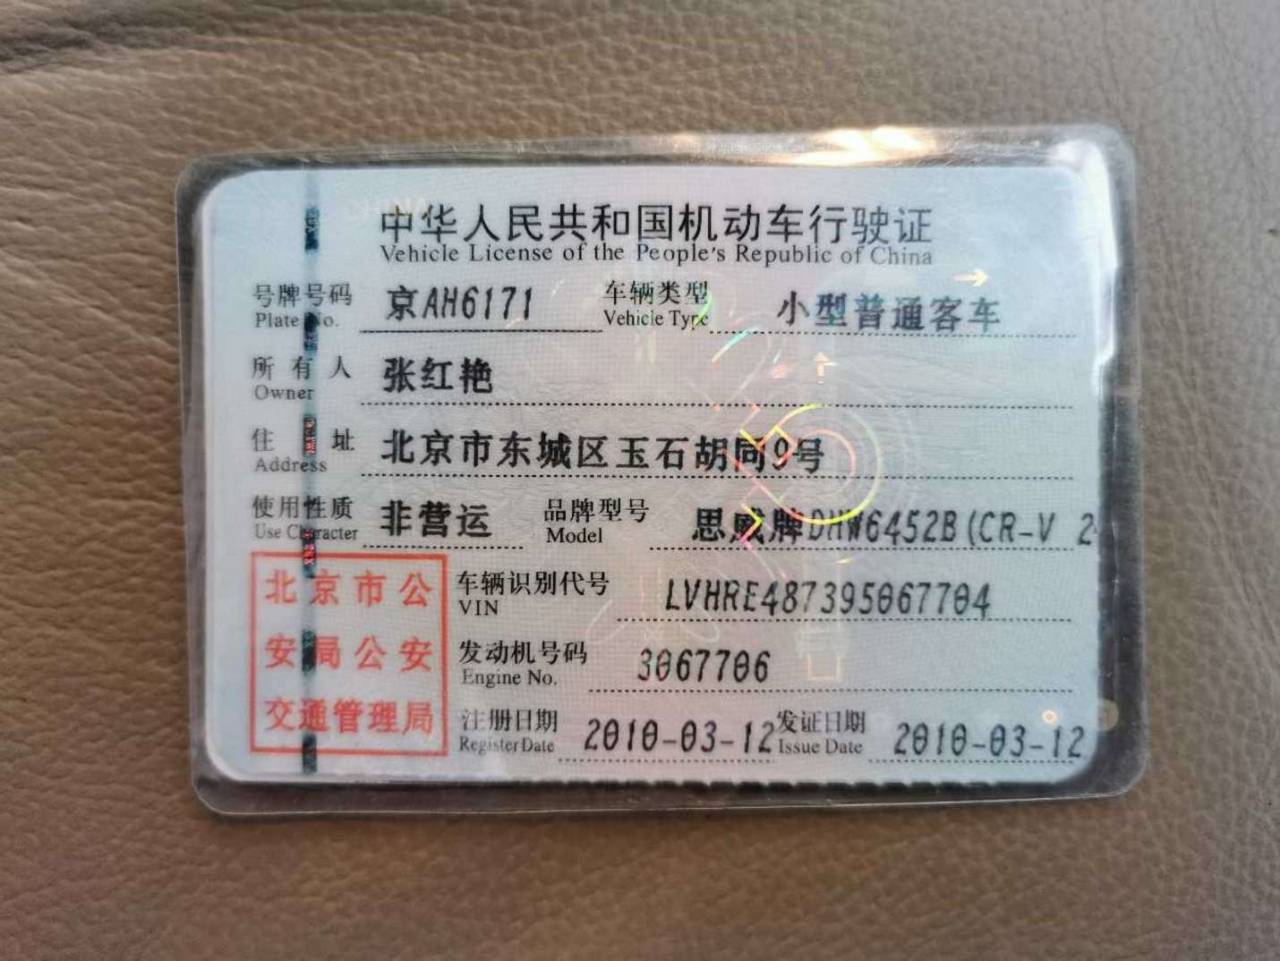 中华人民共和国机动车行驶证
Vehicle License of the People's Republic of China
号牌号码 京AH6171 车辆类型 小型普通客车
Plate No. Vehicle Type
所有人 张红艳
Owner
住址 北京市东城区玉石胡同9号
Address
使用性质 非营运 品牌型号 思威牌DHW6452B(CR-V 2
Use Character Model
北京市公
安局公安
交通管理局
车辆识别代号 LVHRE487395067704
VIN
发动机号码 3067706
Engine No.
注册日期 2010-03-12 发证日期 2010-03-12
Register Date Issue Date